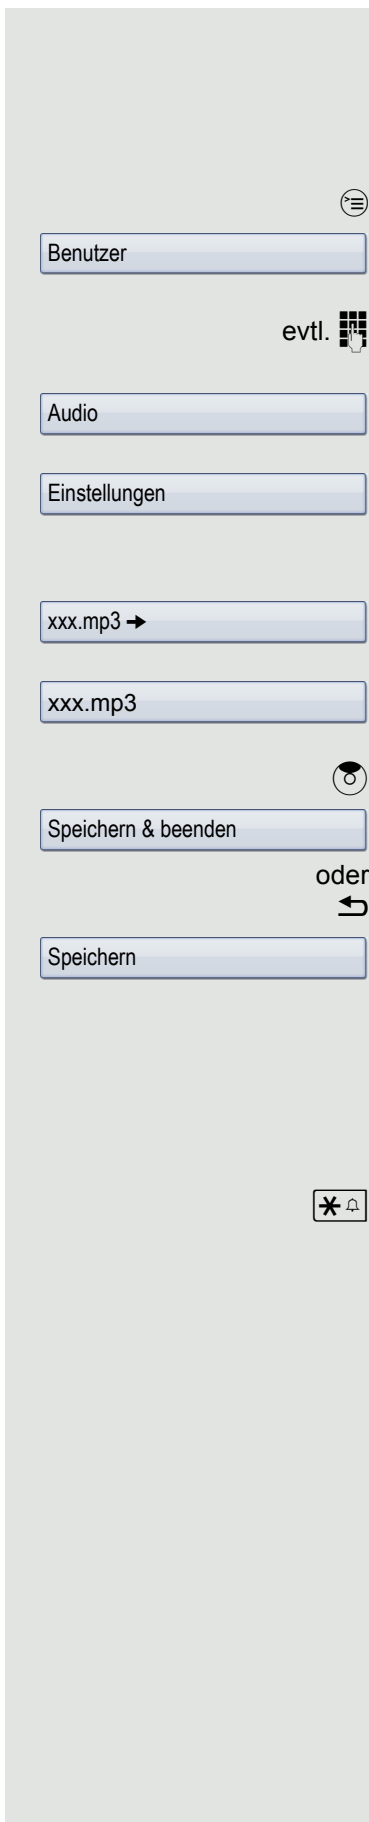 Benutzer
evtl.
Audio
Einstellungen
xxx.mp3 →
xxx.mp3
Speichern & beenden
oder
Speichern